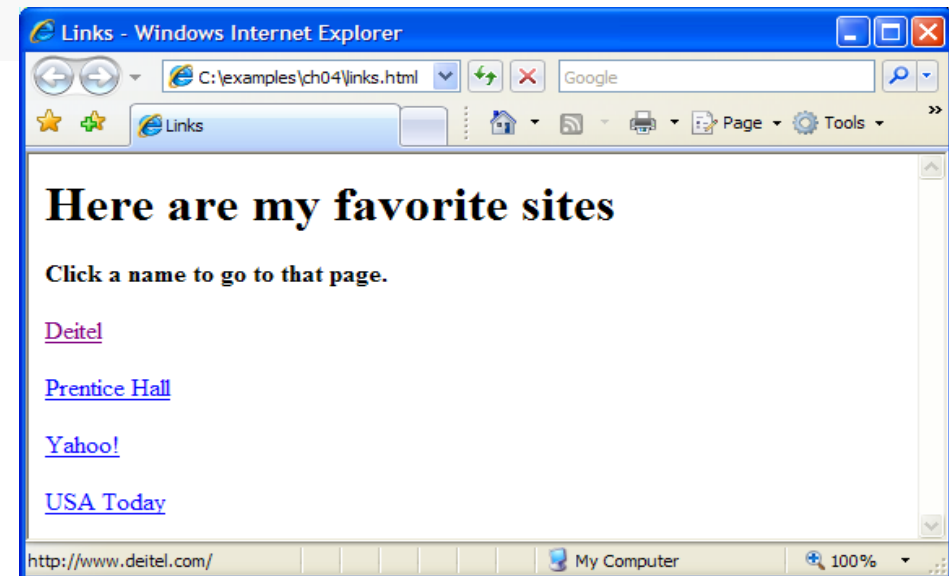 Links - Windows Internet Explorer
C:\examples\ch04\links.html Google
Links Page Tools »
Here are my favorite sites
Click a name to go to that page.
Deitel
Prentice Hall
Yahoo!
USA Today
http://www.deitel.com/ My Computer 100%